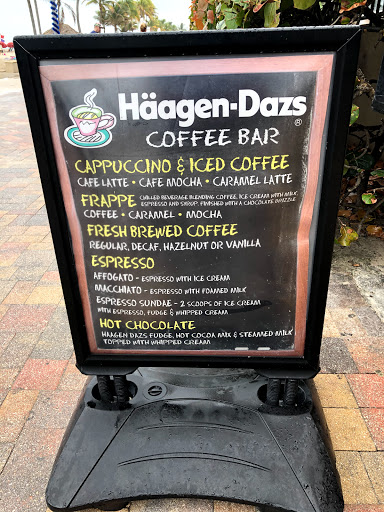 Häagen-Dazs®
COFFEE BAR
CAPPUCCINO & ICED COFFEE
CAFE LATTE • CAFE MOCHA • CARAMEL LATTE
FRAPPE CHILLED BEVERAGE BLENDING COFFEE, ICE CREAM WITH MILK,
ESPRESSO AND SYRUP, FINISHED WITH A CHOCOLATE DRIZZLE
COFFEE • CARAMEL • MOCHA
FRESH BREWED COFFEE
REGULAR, DECAF, HAZELNUT OR VANILLA
ESPRESSO
AFFOGATO - ESPRESSO WITH ICE CREAM
MACCHIATO - ESPRESSO WITH FOAMED MILK
ESPRESSO SUNDAE - 2 SCOOPS OF ICE CREAM
WITH ESPRESSO, FUDGE & WHIPPED CREAM
HOT CHOCOLATE
HAAGEN DAZS FUDGE, HOT COCOA MIX & STEAMED MILK
TOPPED WITH WHIPPED CREAM